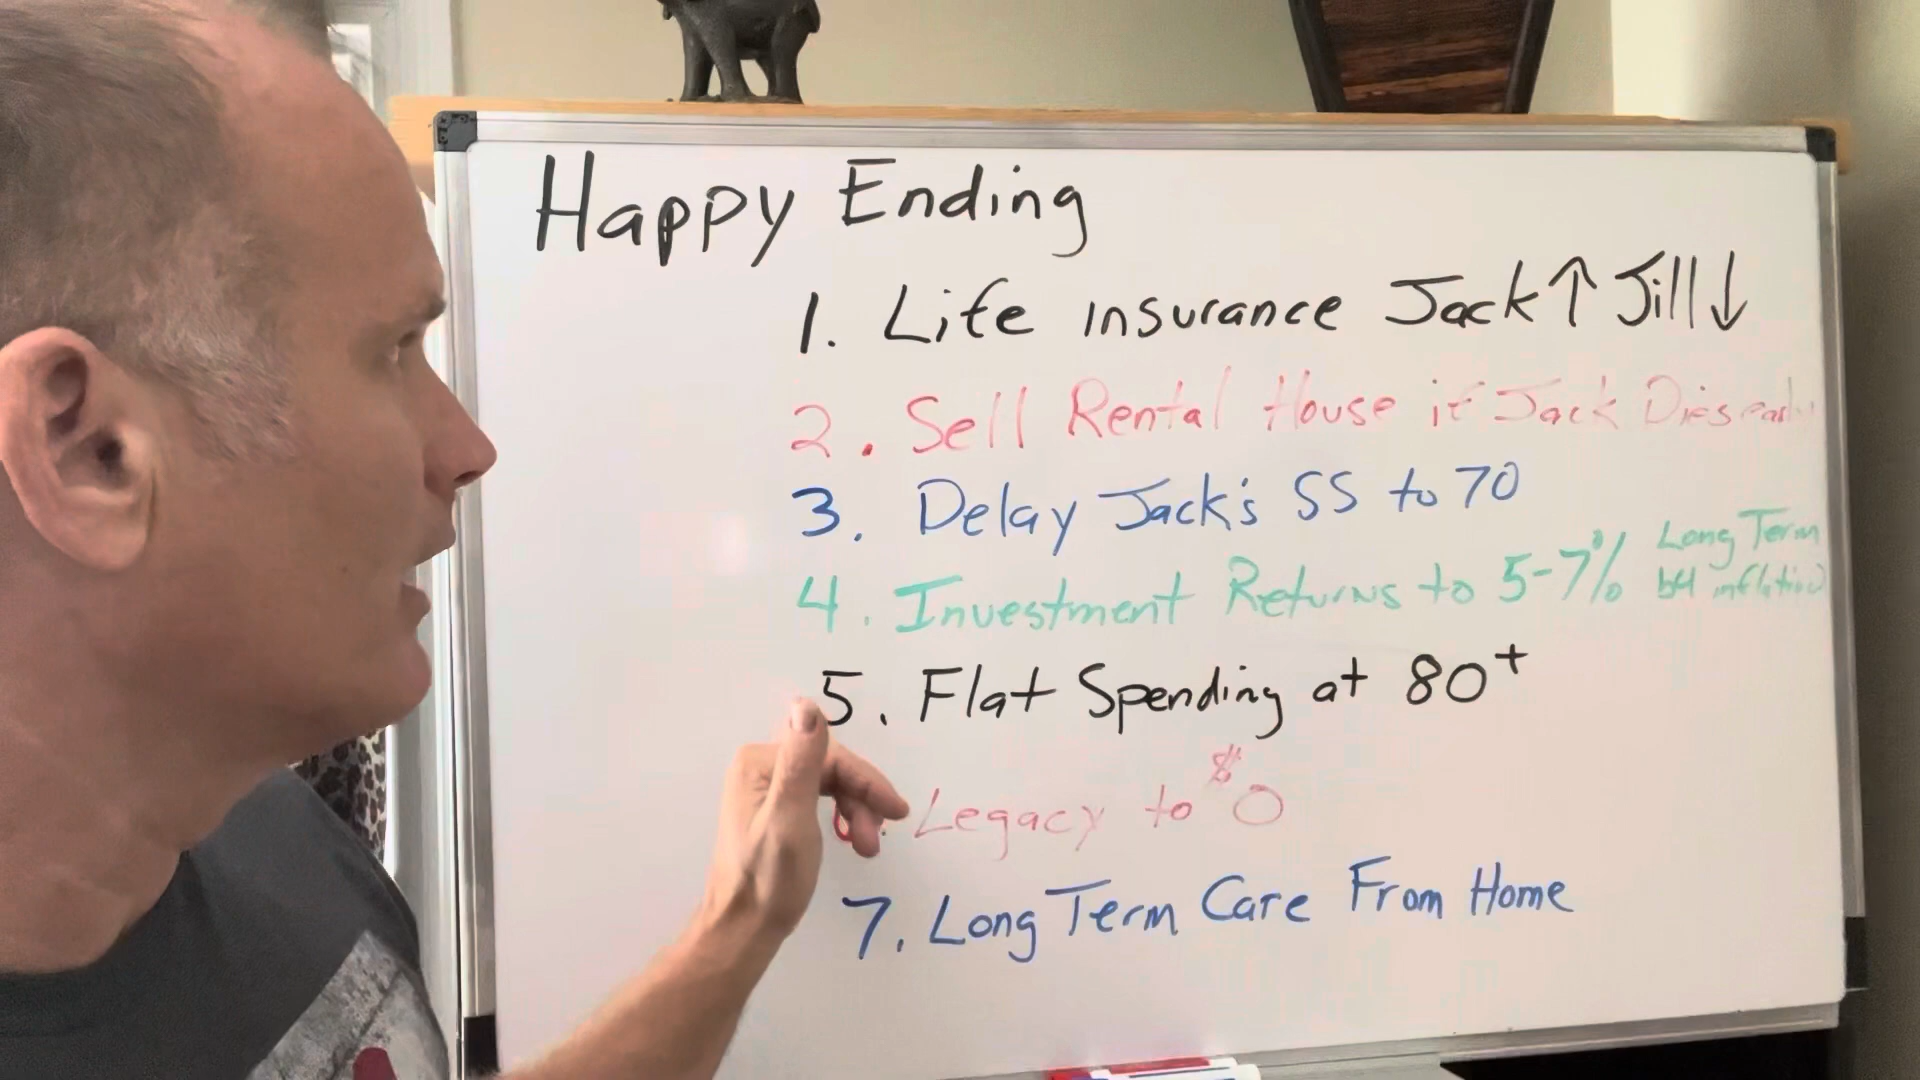 Happy Ending
1. Life insurance Jack ↑ Jill ↓
2. Sell Rental House if Jack Dies early
3. Delay Jack's SS to 70
4. Investment Returns to 5-7% Long Term
b4 inflation
5. Flat Spending at 80+
6. Legacy to $0
7. Long Term Care From Home